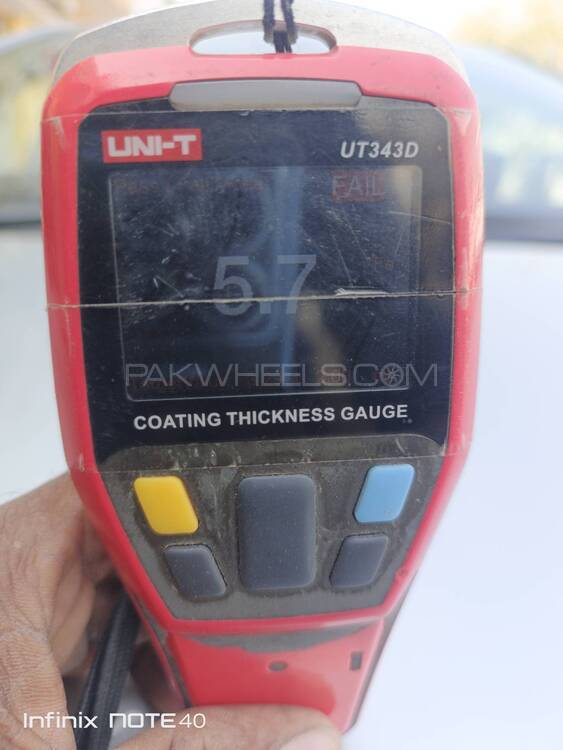 UNI-T
UT343D
FAIL
5.7
PAKWHEELS.COM
COATING THICKNESS GAUGE
Infinix NOTE 40